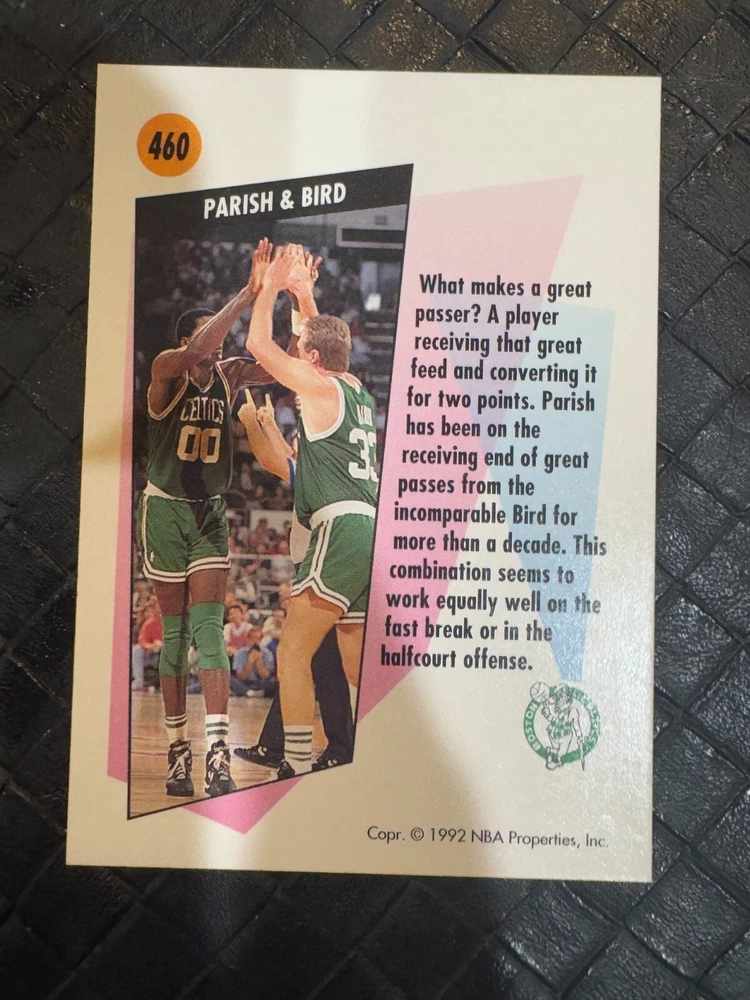 460
PARISH & BIRD
CELTICS
00
33
What makes a great
passer? A player
receiving that great
feed and converting it
for two points. Parish
has been on the
receiving end of great
passes from the
incomparable Bird for
more than a decade. This
combination seems to
work equally well on the
fast break or in the
halfcourt offense.
BOSTON
Copr. © 1992 NBA Properties, Inc.